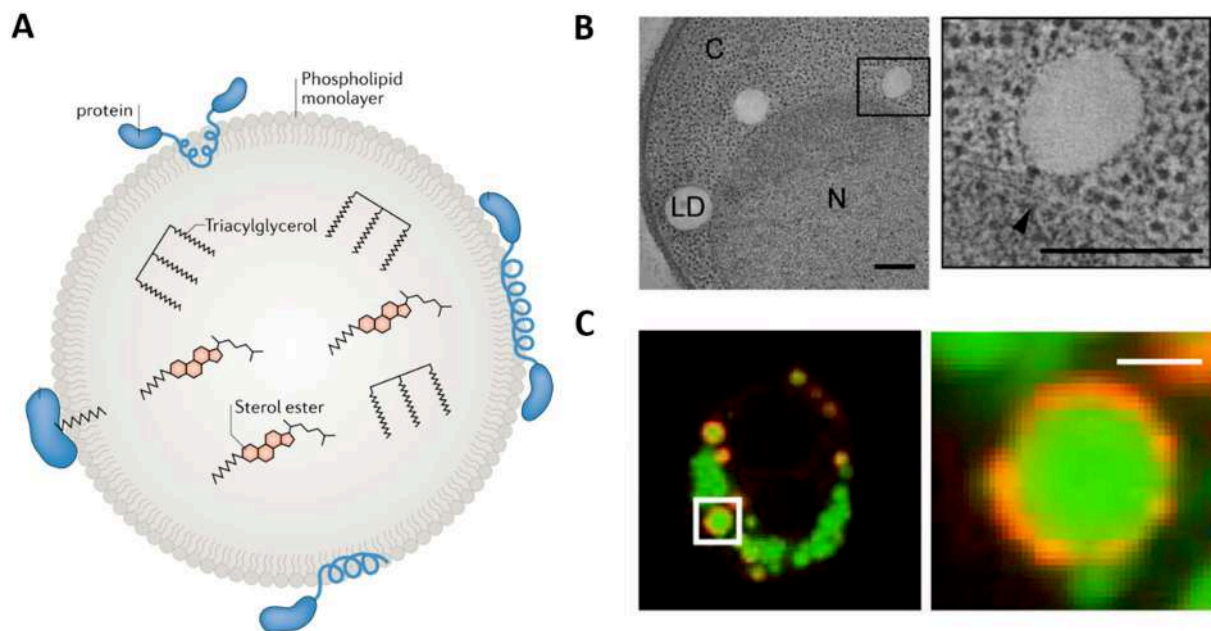 A
protein
Phospholipid
monolayer
Triacylglycerol
Sterol ester
B
C
LD
N
C